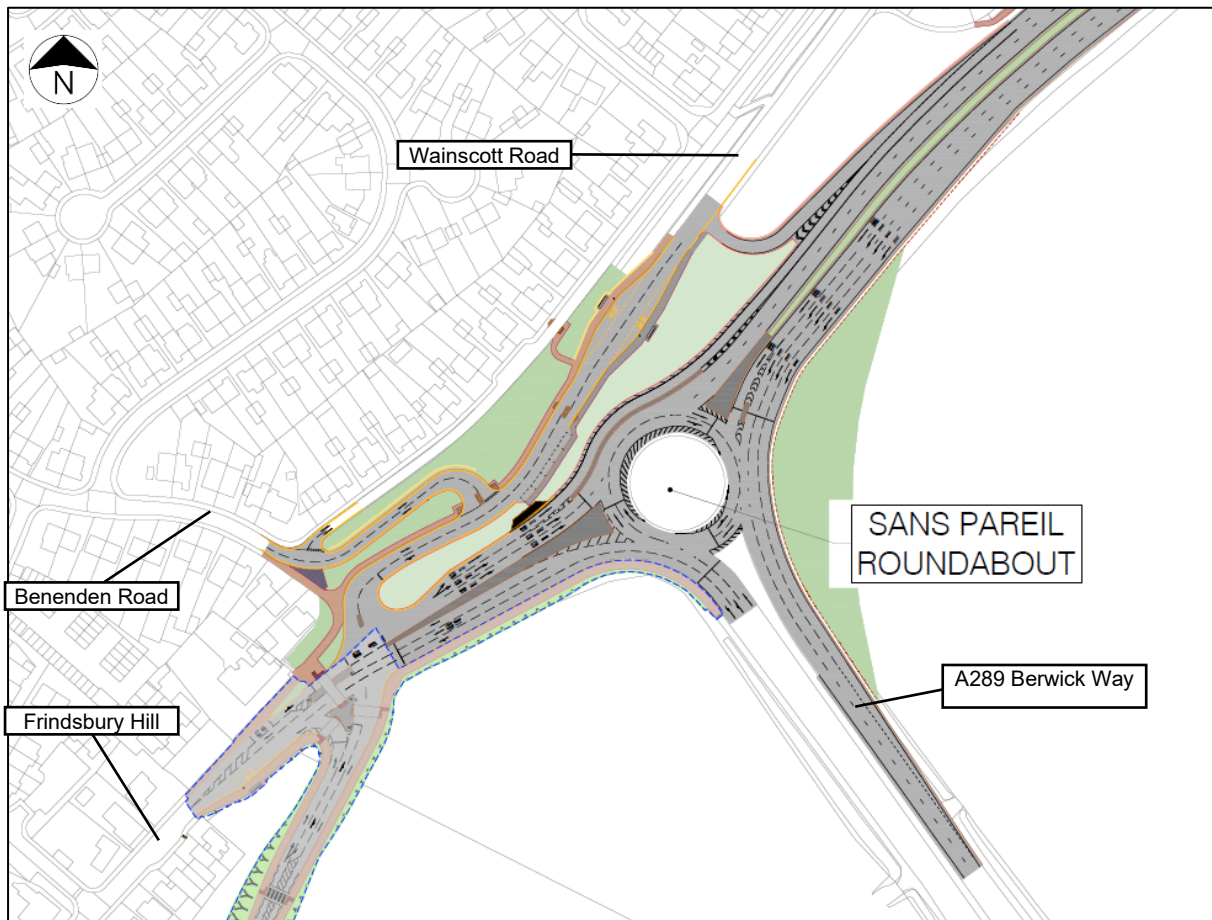 N
Wainscott Road
SANS PAREIL
ROUNDABOUT
Benenden Road
A289 Berwick Way
Frindsbury Hill